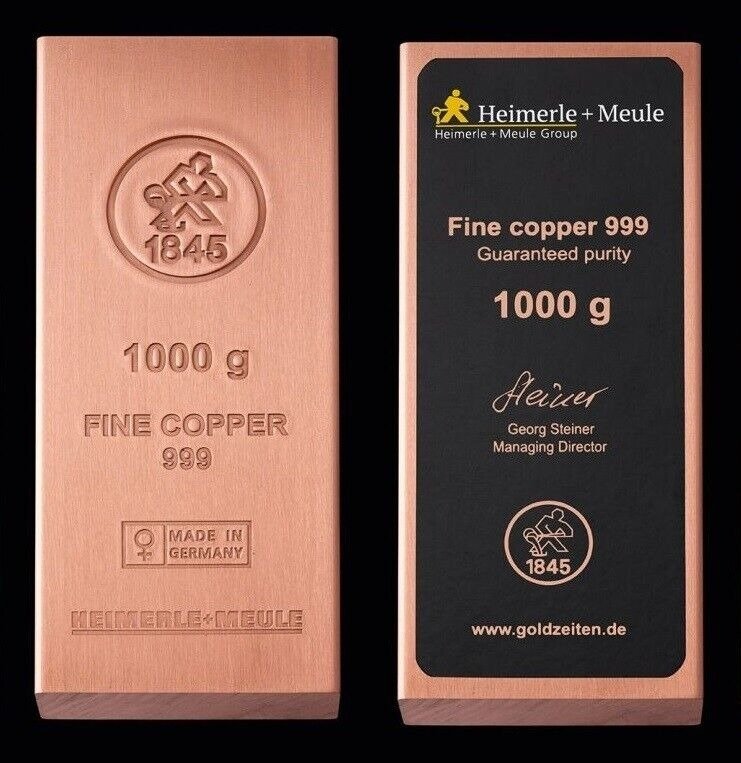 1845
1000 g
FINE COPPER
999
♀ MADE IN
GERMANY
HEIMERLE+MEULE
Heimerle + Meule
Heimerle + Meule Group
Fine copper 999
Guaranteed purity
1000 g
Steiner
Georg Steiner
Managing Director
1845
www.goldzeiten.de